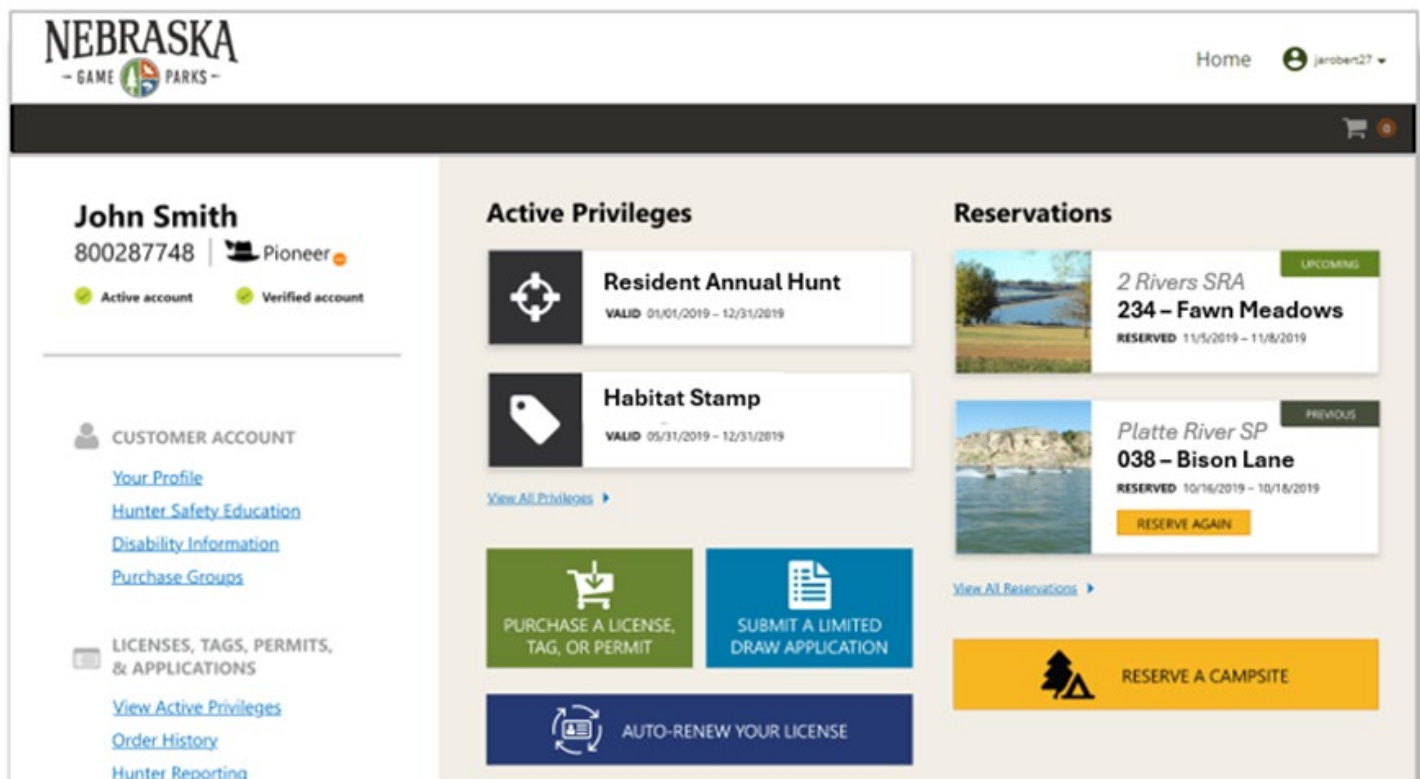 NEBRASKA
- GAME PARKS -
Home
jarobert27
0
John Smith
800287748 | Pioneer
Active account
Verified account
CUSTOMER ACCOUNT
Your Profile
Hunter Safety Education
Disability Information
Purchase Groups
LICENSES, TAGS, PERMITS,
& APPLICATIONS
View Active Privileges
Order History
Hunter Reporting
Active Privileges
Resident Annual Hunt
VALID 01/01/2019 – 12/31/2019
Habitat Stamp
VALID 05/31/2019 – 12/31/2019
View All Privileges
PURCHASE A LICENSE,
TAG, OR PERMIT
SUBMIT A LIMITED
DRAW APPLICATION
AUTO-RENEW YOUR LICENSE
Reservations
UPCOMING
2 Rivers SRA
234 – Fawn Meadows
RESERVED 11/5/2019 – 11/8/2019
PREVIOUS
Platte River SP
038 – Bison Lane
RESERVED 10/16/2019 – 10/18/2019
RESERVE AGAIN
View All Reservations
RESERVE A CAMPSITE